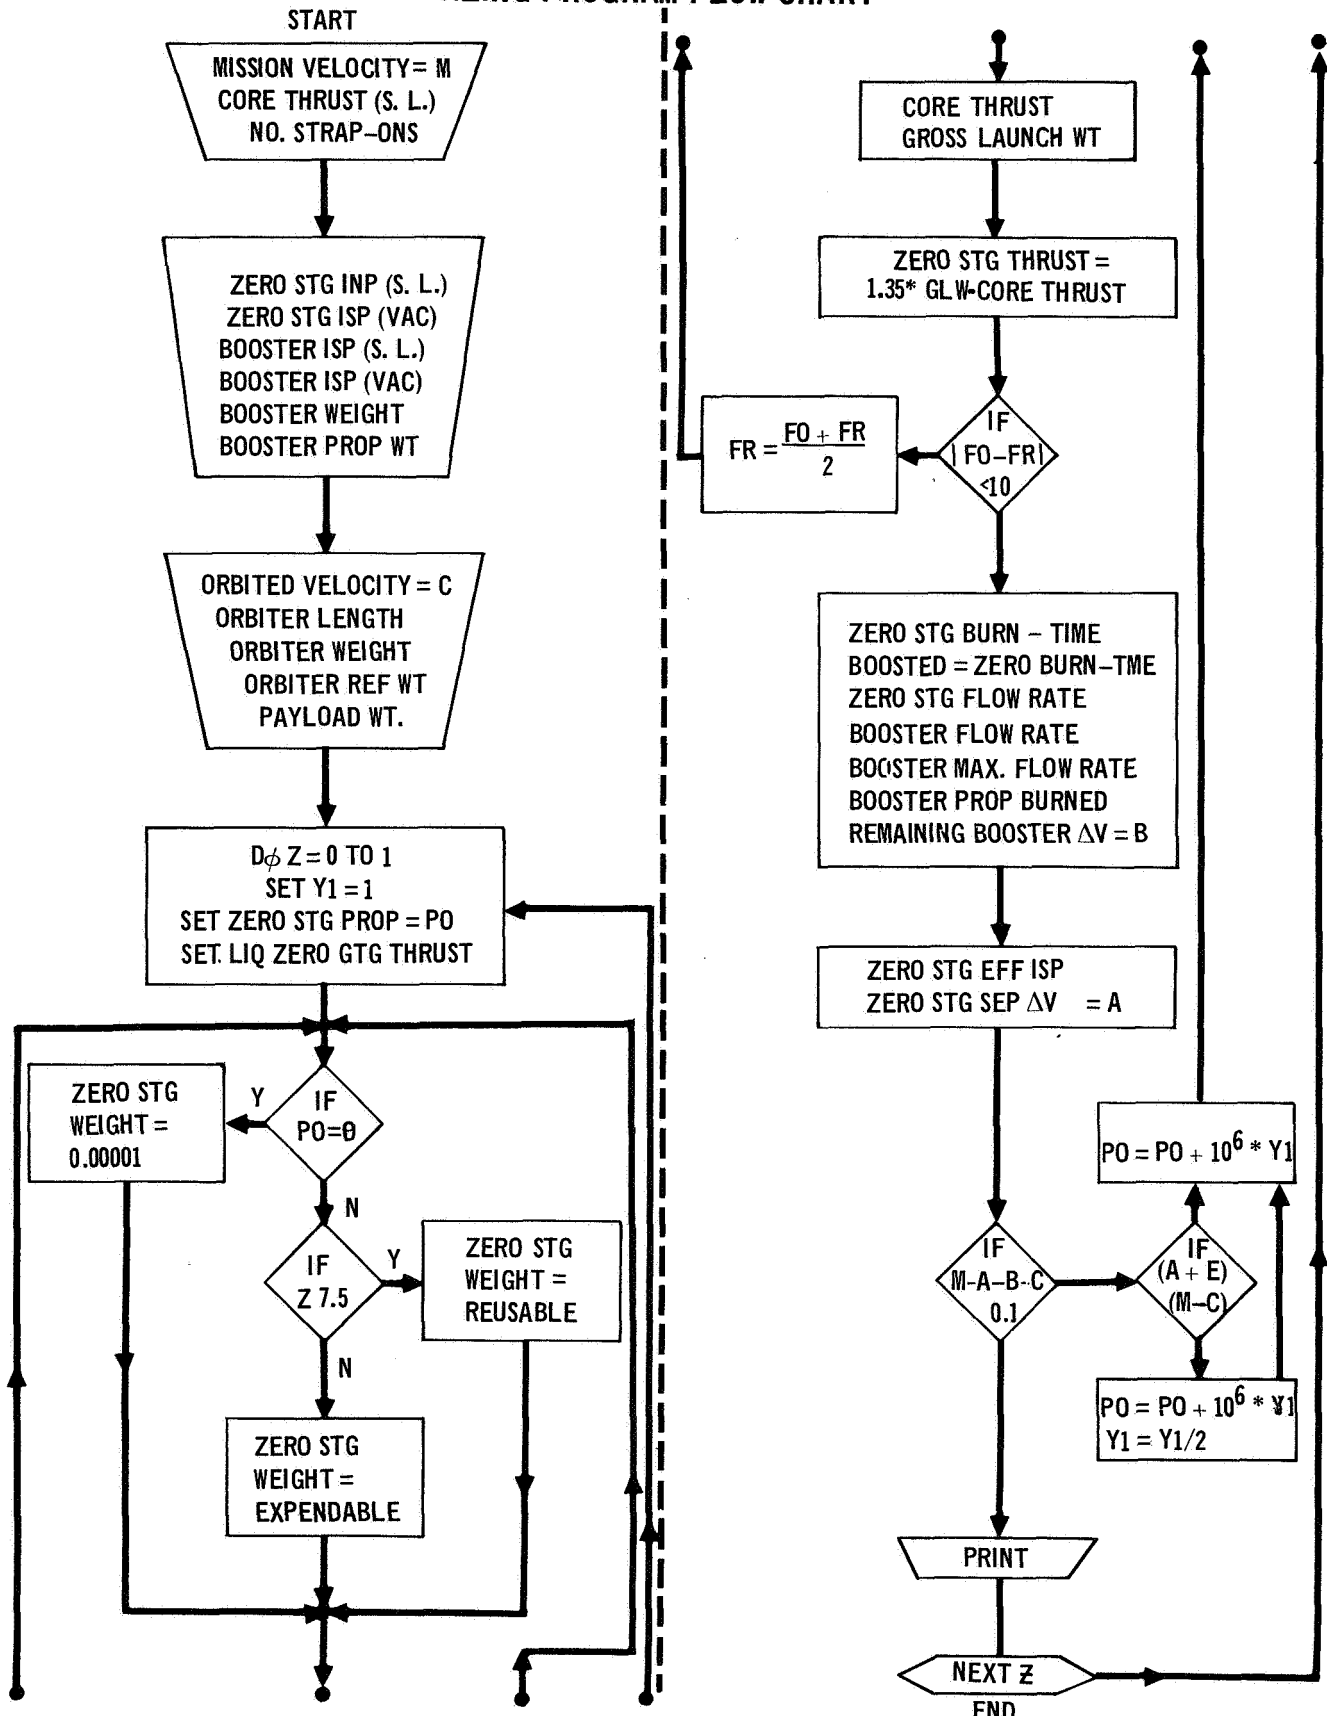 PROGRAM FLOW CHART
START
MISSION VELOCITY = M
CORE THRUST (S. L.)
NO. STRAP-ONS
ZERO STG INP (S. L.)
ZERO STG ISP (VAC)
BOOSTER ISP (S. L.)
BOOSTER ISP (VAC)
BOOSTER WEIGHT
BOOSTER PROP WT
ORBITED VELOCITY = C
ORBITER LENGTH
ORBITER WEIGHT
ORBITER REF WT
PAYLOAD WT.
Dϕ Z = 0 TO 1
SET Y1 = 1
SET ZERO STG PROP = PO
SET. LIQ ZERO GTG THRUST
IF
PO=θ
Y
ZERO STG
WEIGHT =
0.00001
N
IF
Z 7.5
Y
ZERO STG
WEIGHT =
REUSABLE
N
ZERO STG
WEIGHT =
EXPENDABLE
CORE THRUST
GROSS LAUNCH WT
ZERO STG THRUST =
1.35* GLW-CORE THRUST
IF
|FO-FR|
<10
FR = FO + FR
2
ZERO STG BURN - TIME
BOOSTED = ZERO BURN-TME
ZERO STG FLOW RATE
BOOSTER FLOW RATE
BOOSTER MAX. FLOW RATE
BOOSTER PROP BURNED
REMAINING BOOSTER ΔV = B
ZERO STG EFF ISP
ZERO STG SEP ΔV = A
PO = PO + 10⁶ * Y1
IF
M-A-B-C
0.1
IF
(A + E)
(M-C)
PO = PO + 10⁶ * Y1
Y1 = Y1/2
PRINT
NEXT Z
END